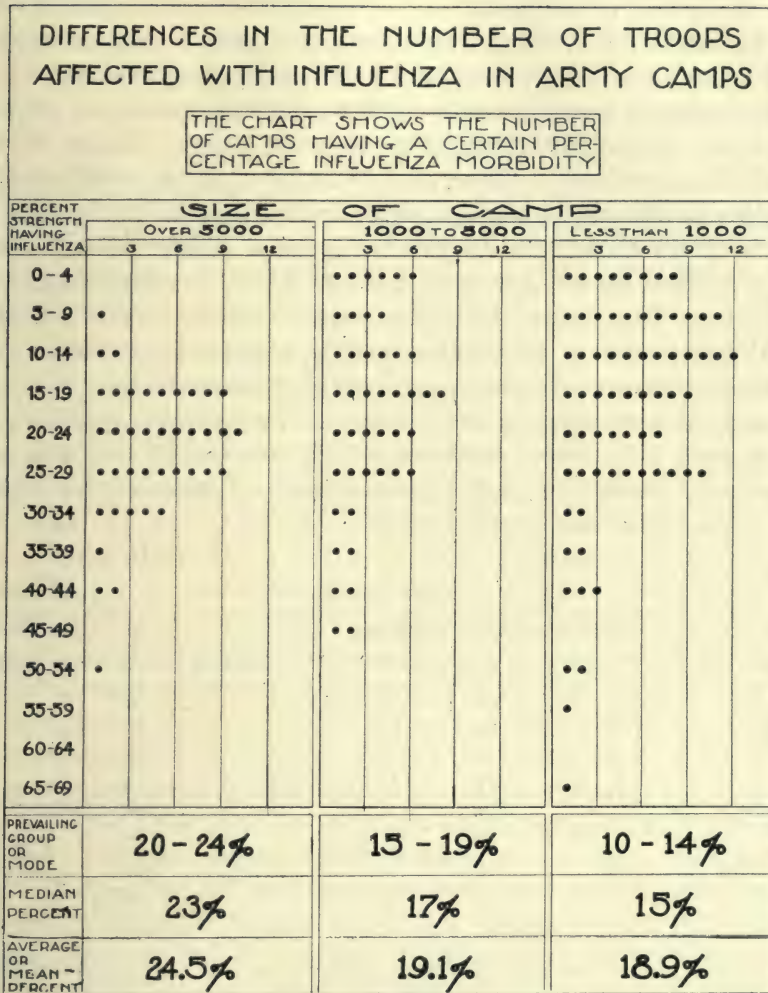 DIFFERENCES IN THE NUMBER OF TROOPS
AFFECTED WITH INFLUENZA IN ARMY CAMPS
THE CHART SHOWS THE NUMBER
OF CAMPS HAVING A CERTAIN PER-
CENTAGE INFLUENZA MORBIDITY
PERCENT
STRENGTH
HAVING
INFLUENZA
SIZE OF CAMP
OVER 5000 1000 TO 5000 LESS THAN 1000
3 6 9 12 3 6 9 12 3 6 9 12
0-4
5-9
10-14
15-19
20-24
25-29
30-34
35-39
40-44
45-49
50-54
55-59
60-64
65-69
PREVAILING
GROUP
OR
MODE
20-24% 15-19% 10-14%
MEDIAN
PERCENT
23% 17% 15%
AVERAGE
OR
MEAN-
PERCENT
24.5% 19.1% 18.9%